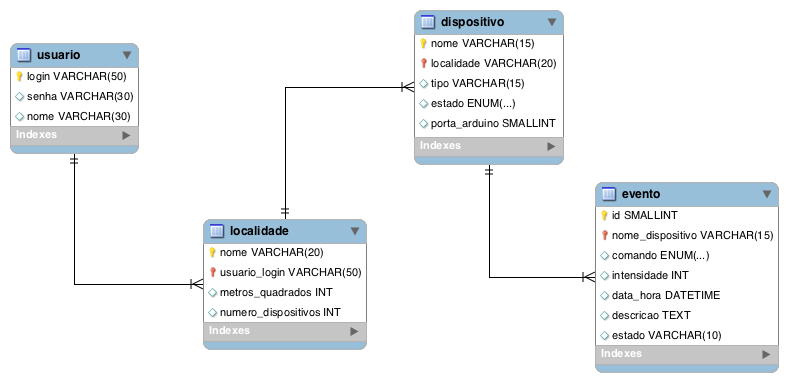 usuario
login VARCHAR(50)
senha VARCHAR(30)
nome VARCHAR(30)
Indexes
dispositivo
nome VARCHAR(15)
localidade VARCHAR(20)
tipo VARCHAR(15)
estado ENUM(...)
porta_arduino SMALLINT
Indexes
localidade
nome VARCHAR(20)
usuario_login VARCHAR(50)
metros_quadrados INT
numero_dispositivos INT
Indexes
evento
id SMALLINT
nome_dispositivo VARCHAR(15)
comando ENUM(...)
intensidade INT
data_hora DATETIME
descricao TEXT
estado VARCHAR(10)
Indexes